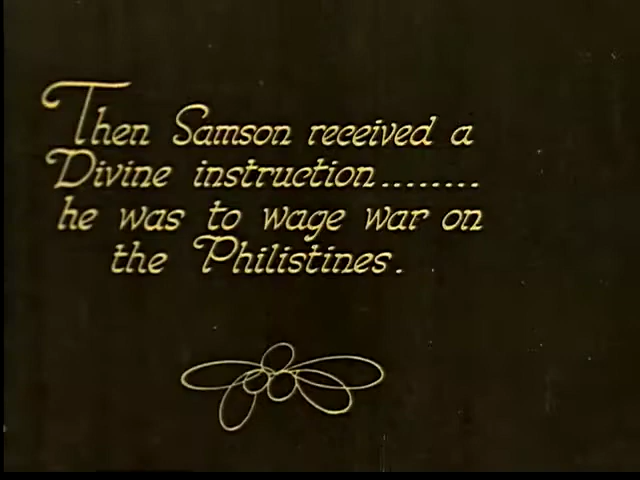 Then Samson received a
Divine instruction........
he was to wage war on
the Philistines.